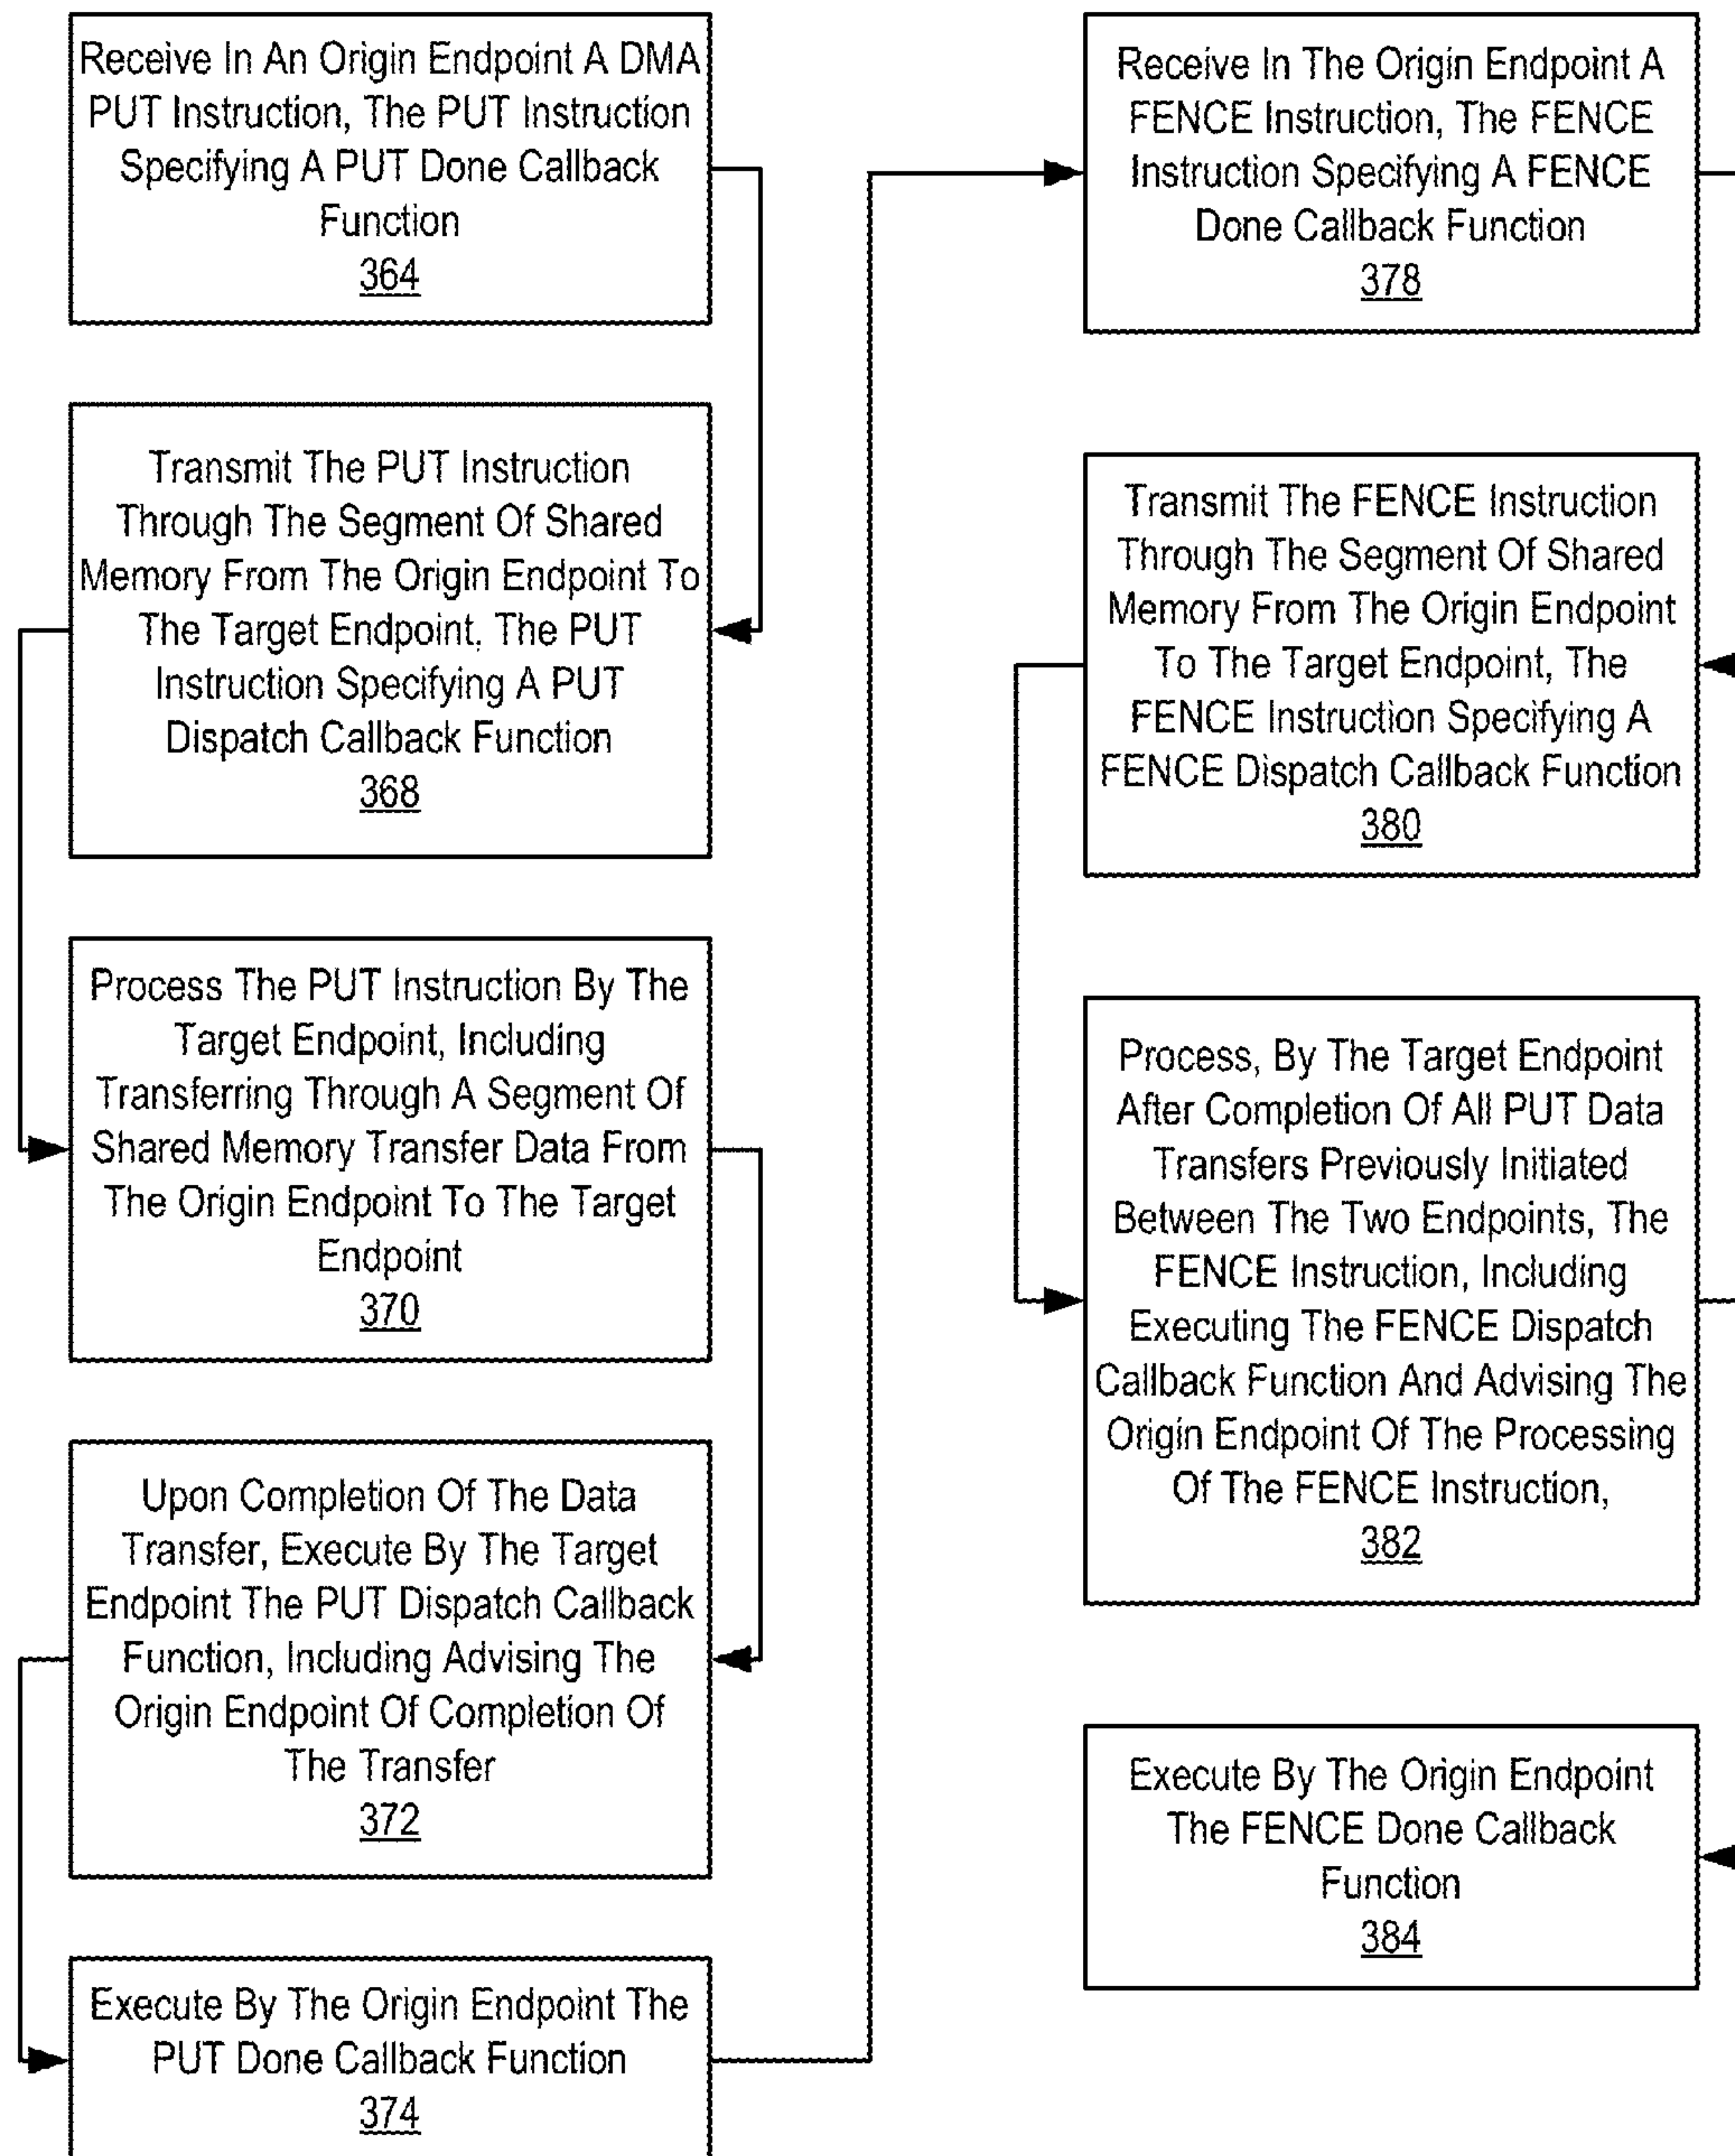 Receive In An Origin Endpoint A DMA
PUT Instruction, The PUT Instruction
Specifying A PUT Done Callback
Function
364
Transmit The PUT Instruction
Through The Segment Of Shared
Memory From The Origin Endpoint To
The Target Endpoint, The PUT
Instruction Specifying A PUT
Dispatch Callback Function
368
Process The PUT Instruction By The
Target Endpoint, Including
Transferring Through A Segment Of
Shared Memory Transfer Data From
The Origin Endpoint To The Target
Endpoint
370
Upon Completion Of The Data
Transfer, Execute By The Target
Endpoint The PUT Dispatch Callback
Function, Including Advising The
Origin Endpoint Of Completion Of
The Transfer
372
Execute By The Origin Endpoint The
PUT Done Callback Function
374
Receive In The Origin Endpoint A
FENCE Instruction, The FENCE
Instruction Specifying A FENCE
Done Callback Function
378
Transmit The FENCE Instruction
Through The Segment Of Shared
Memory From The Origin Endpoint
To The Target Endpoint, The
FENCE Instruction Specifying A
FENCE Dispatch Callback Function
380
Process, By The Target Endpoint
After Completion Of All PUT Data
Transfers Previously Initiated
Between The Two Endpoints, The
FENCE Instruction, Including
Executing The FENCE Dispatch
Callback Function And Advising The
Origin Endpoint Of The Processing
Of The FENCE Instruction,
382
Execute By The Origin Endpoint
The FENCE Done Callback
Function
384